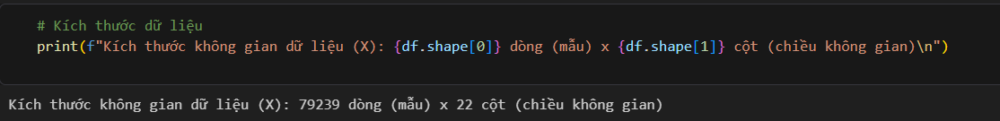 # Kích thước dữ liệu
print(f"Kích thước không gian dữ liệu (X): {df.shape[0]} dòng (mẫu) x {df.shape[1]} cột (chiều không gian)\n")
Kích thước không gian dữ liệu (X): 79239 dòng (mẫu) x 22 cột (chiều không gian)